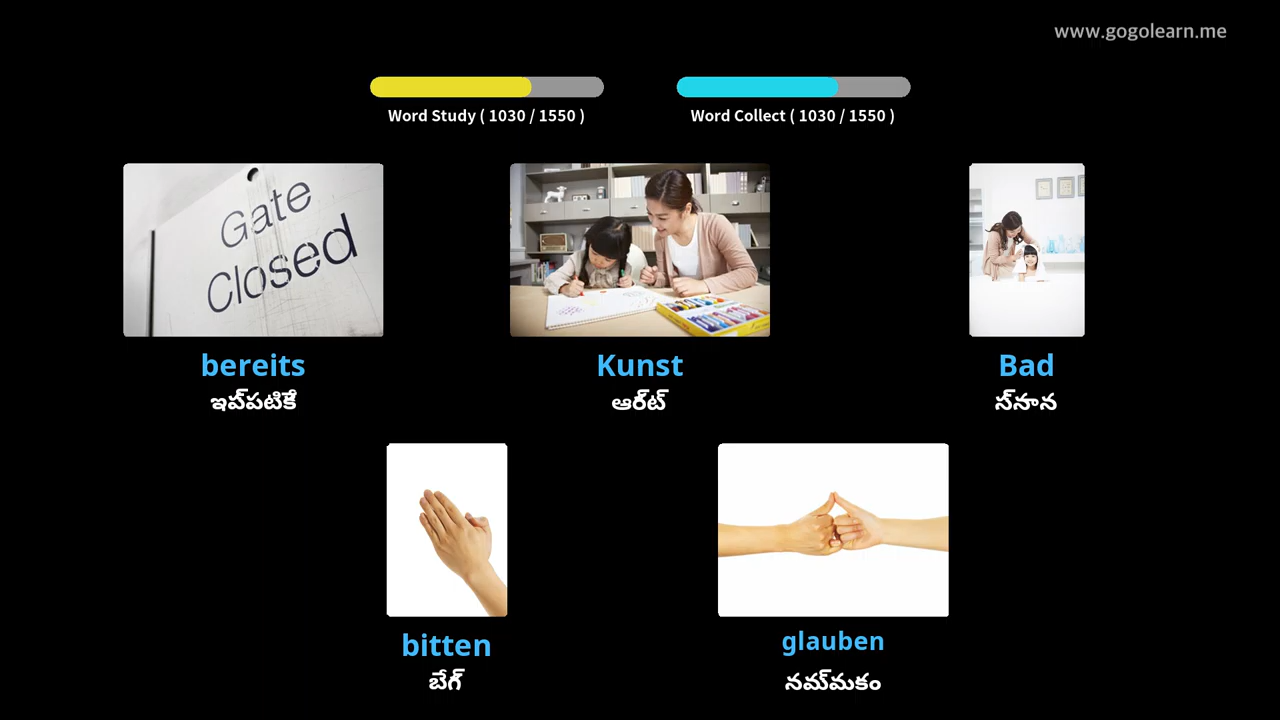 www.gogolearn.me
Word Study ( 1030 / 1550 )
Word Collect ( 1030 / 1550 )
Gate
Closed
bereits
Kunst
Bad
ఇప్‌పటికే
ఆర్‌ట్
స్‌నాన
bitten
glauben
బేగ్
నమ్‌మకం